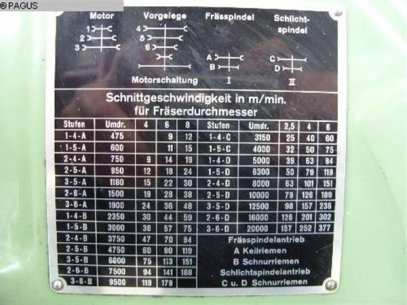 © PAGUS
Motor Vorgelege Frässpindel Schlicht-
spindel
1 4
2 5 A C
3 6 B D
Motorschaltung I II
Schnittgeschwindigkeit in m/min.
für Fräserdurchmesser
Stufen Umdr. 4 6 8 Stufen Umdr. 2,5 4 6
1-4-A 475 9 12 1-4-C 3150 25 40 60
1-5-A 600 11 15 1-5-C 4000 32 50 75
2-4-A 750 9 14 19 1-4-D 5000 39 63 94
2-5-A 950 12 18 24 1-5-D 6300 50 79 119
3-5-A 1180 15 22 30 2-4-D 8000 63 101 151
2-6-A 1500 19 28 38 2-5-D 10000 79 126 189
3-6-A 1900 24 36 48 3-5-D 12500 98 157 236
1-4-B 2350 30 44 59 2-6-D 16000 126 201 302
1-5-B 3000 38 57 75 3-6-D 20000 157 252 377
2-4-B 3750 47 70 94 Frässpindelantrieb
2-5-B 4750 60 90 119 A Keilriemen
3-5-B 6000 75 113 151 B Schnurriemen
2-6-B 7500 94 141 188 Schlichtspindelantrieb
3-6-B 9500 119 179 C u. D Schnurriemen